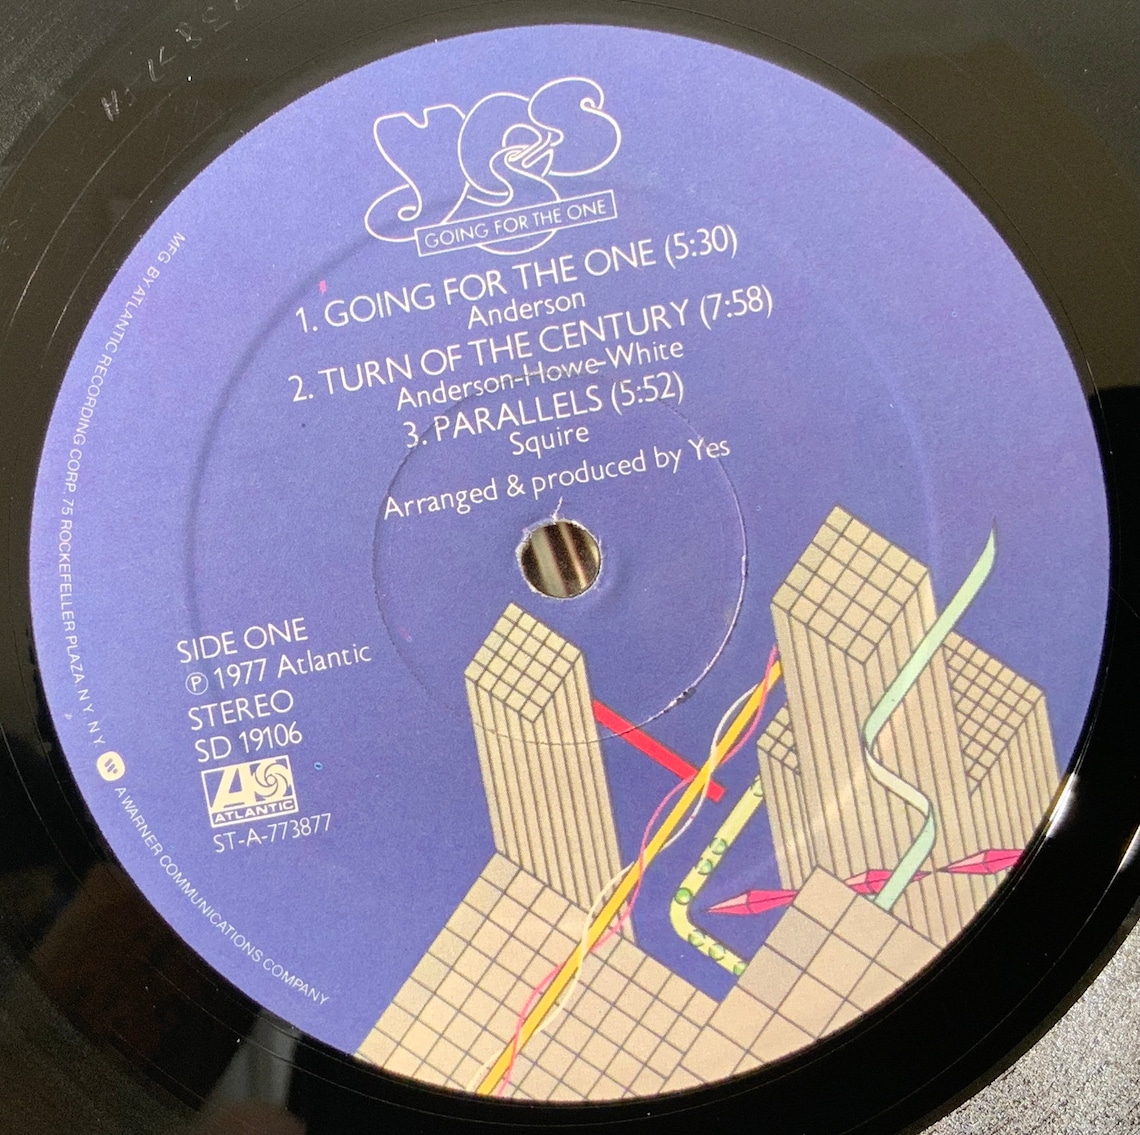 YES
GOING FOR THE ONE
1. GOING FOR THE ONE (5:30)
Anderson
2. TURN OF THE CENTURY (7:58)
Anderson-Howe-White
3. PARALLELS (5:52)
Squire
Arranged & produced by Yes
SIDE ONE
℗ 1977 Atlantic
STEREO
SD 19106
ATLANTIC
ST-A-773877
MFG BY ATLANTIC RECORDING CORP. 75 ROCKEFELLER PLAZA. N.Y. N.Y.
A WARNER COMMUNICATIONS COMPANY